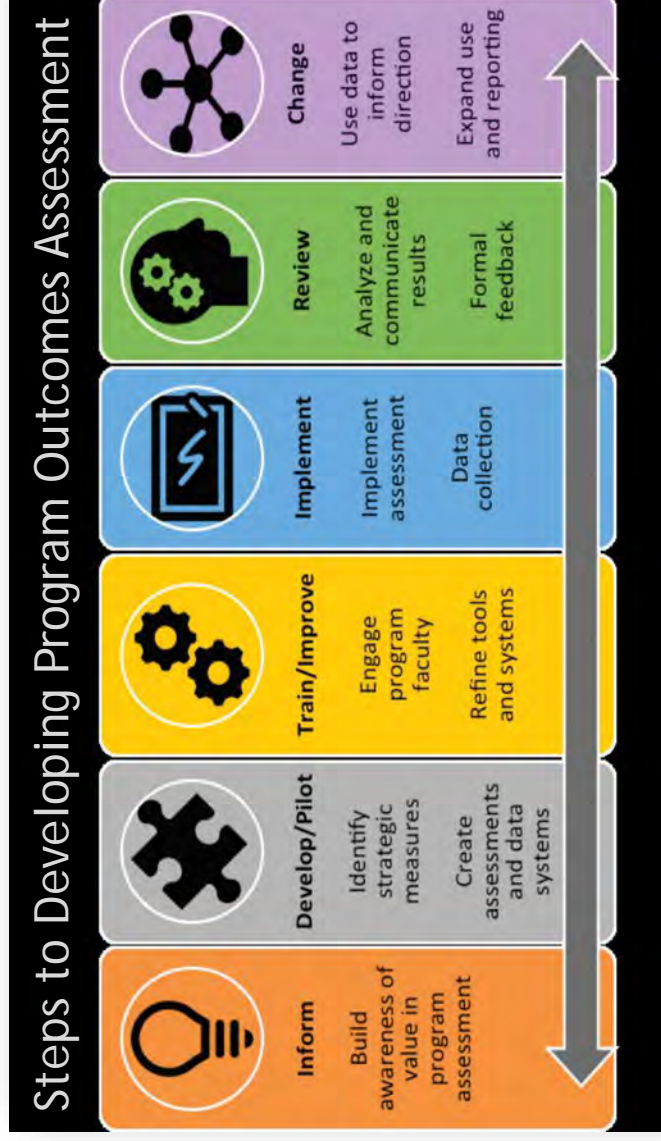 Steps to Developing Program Outcomes Assessment
Inform
Build
awareness of
value in
program
assessment
Develop/Pilot
Identify
strategic
measures
Create
assessments
and data
systems
Train/Improve
Engage
program
faculty
Refine tools
and systems
Implement
Implement
assessment
Data
collection
Review
Analyze and
communicate
results
Formal
feedback
Change
Use data to
inform
direction
Expand use
and reporting